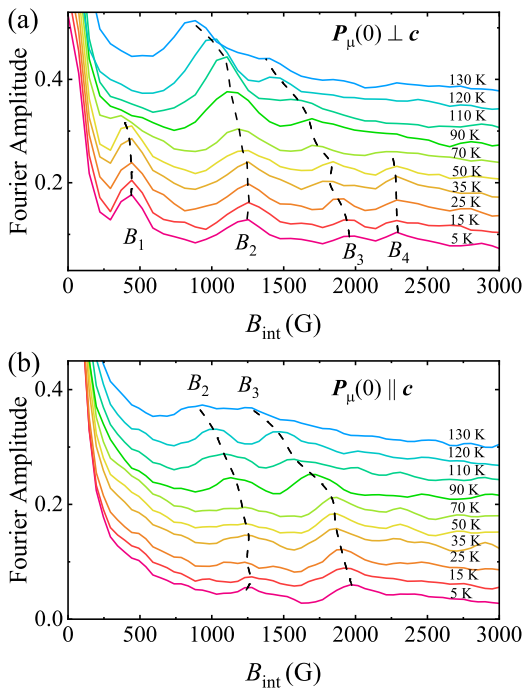 (a)
P_μ(0) ⊥ c
0.4
0.2
Fourier Amplitude
130 K
120 K
110 K
90 K
70 K
50 K
35 K
25 K
15 K
5 K
B_1
B_2
B_3
B_4
0 500 1000 1500 2000 2500 3000
B_int (G)
(b)
P_μ(0) ∥ c
B_2
B_3
0.4
0.2
0.0
Fourier Amplitude
130 K
120 K
110 K
90 K
70 K
50 K
35 K
25 K
15 K
5 K
0 500 1000 1500 2000 2500 3000
B_int (G)